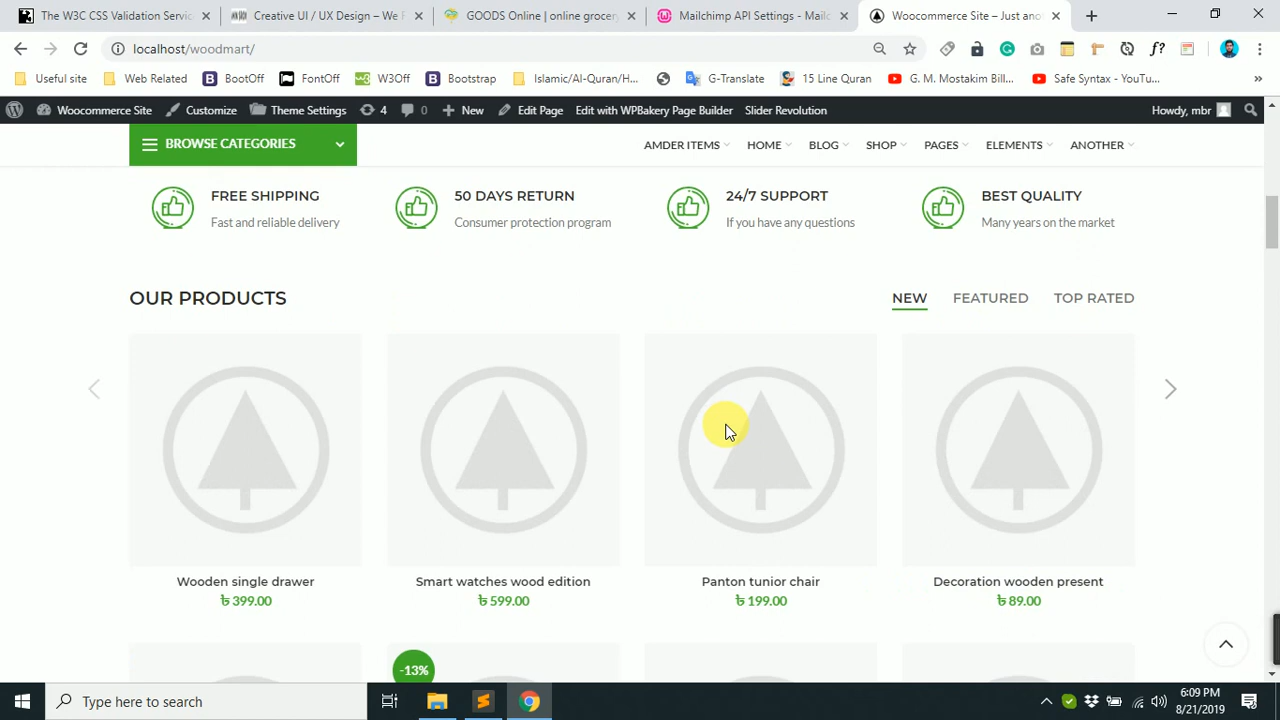 The W3C CSS Validation Servic
Creative UI / UX Design – We P
GOODS Online | online grocery
Mailchimp API Settings - Mailc
Woocommerce Site – Just ano
localhost/woodmart/
f?
Useful site
Web Related
BootOff
FontOff
W3Off
Bootstrap
Islamic/Al-Quran/H...
G-Translate
15 Line Quran
G. M. Mostakim Bill...
Safe Syntax - YouTu...
»
Woocommerce Site
Customize
Theme Settings
4
0
New
Edit Page
Edit with WPBakery Page Builder
Slider Revolution
Howdy, mbr
BROWSE CATEGORIES
AMDER ITEMS
HOME
BLOG
SHOP
PAGES
ELEMENTS
ANOTHER
FREE SHIPPING
Fast and reliable delivery
50 DAYS RETURN
Consumer protection program
24/7 SUPPORT
If you have any questions
BEST QUALITY
Many years on the market
OUR PRODUCTS
NEW
FEATURED
TOP RATED
Wooden single drawer
৳ 399.00
Smart watches wood edition
৳ 599.00
Panton tunior chair
৳ 199.00
Decoration wooden present
৳ 89.00
-13%
Type here to search
6:09 PM
8/21/2019